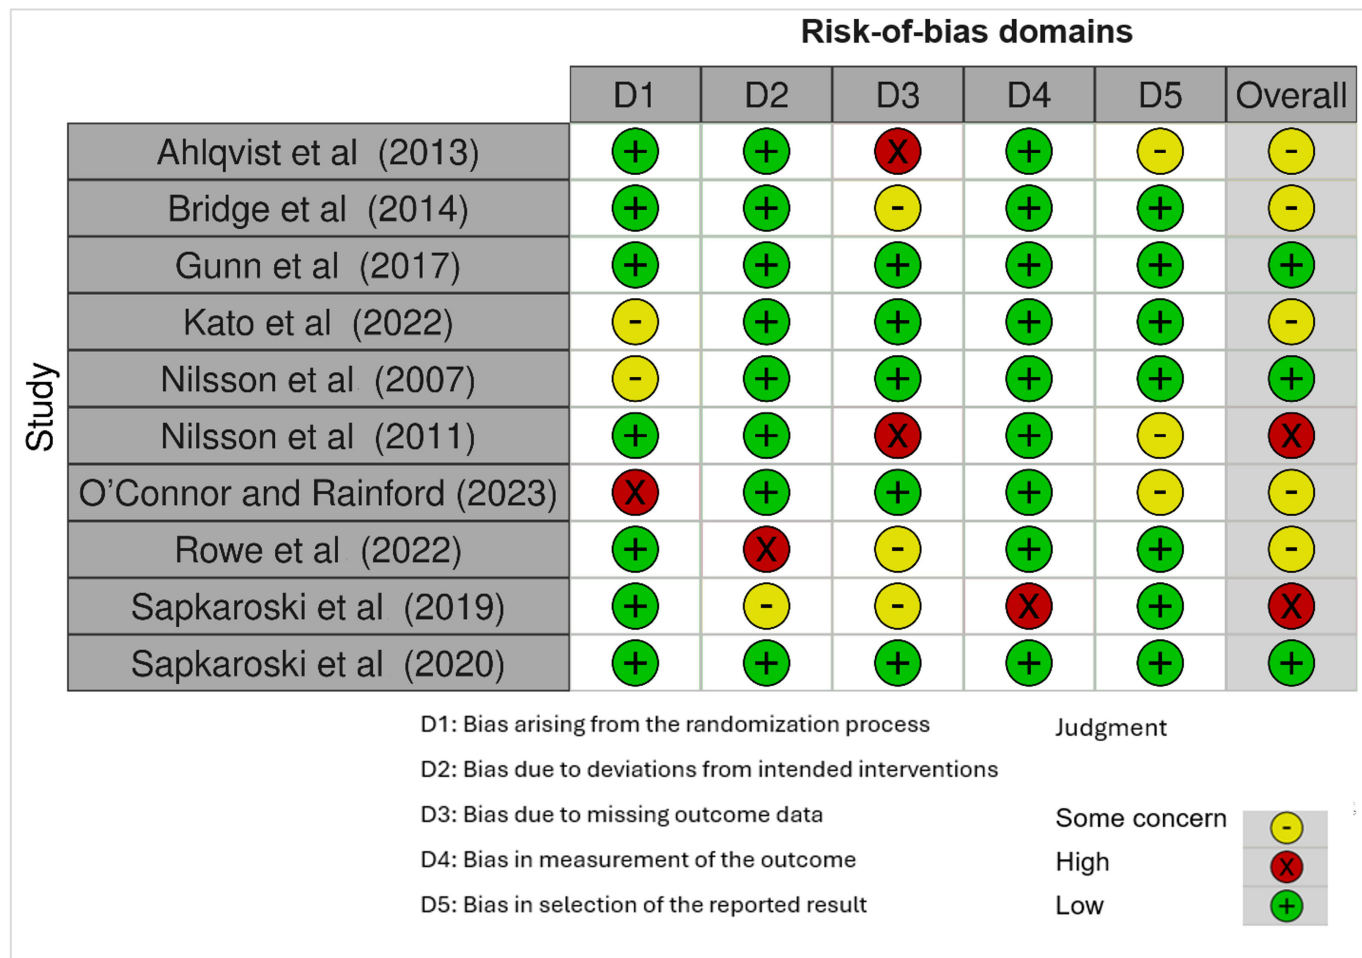 Risk-of-bias domains
D1 D2 D3 D4 D5 Overall
Study
Ahlqvist et al (2013) + + X + - -
Bridge et al (2014) + + - + + -
Gunn et al (2017) + + + + + +
Kato et al (2022) - + + + + -
Nilsson et al (2007) - + + + + +
Nilsson et al (2011) + + X + - X
O'Connor and Rainford (2023) X + + + - -
Rowe et al (2022) + X - + + -
Sapkaroski et al (2019) + - - X + X
Sapkaroski et al (2020) + + + + + +
D1: Bias arising from the randomization process
D2: Bias due to deviations from intended interventions
D3: Bias due to missing outcome data
D4: Bias in measurement of the outcome
D5: Bias in selection of the reported result
Judgment
Some concern -
High X
Low +